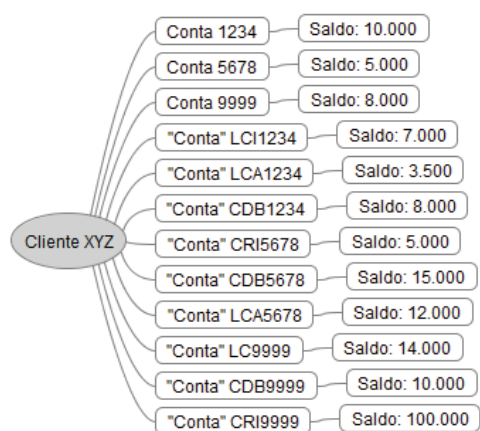 Cliente XYZ
Conta 1234 Saldo: 10.000
Conta 5678 Saldo: 5.000
Conta 9999 Saldo: 8.000
"Conta" LCI1234 Saldo: 7.000
"Conta" LCA1234 Saldo: 3.500
"Conta" CDB1234 Saldo: 8.000
"Conta" CRI5678 Saldo: 5.000
"Conta" CDB5678 Saldo: 15.000
"Conta" LCA5678 Saldo: 12.000
"Conta" LC9999 Saldo: 14.000
"Conta" CDB9999 Saldo: 10.000
"Conta" CRI9999 Saldo: 100.000